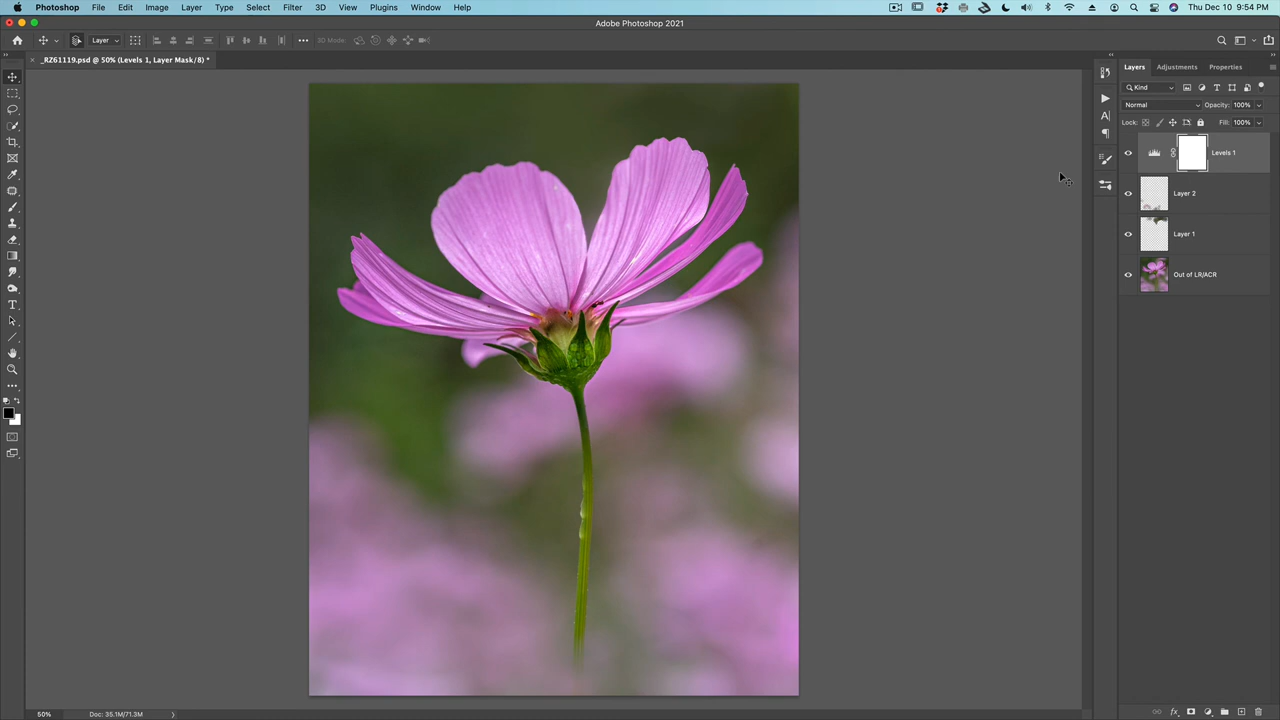 Photoshop File Edit Image Layer Type Select Filter 3D View Plugins Window Help Thu Dec 10 9:54 PM
Adobe Photoshop 2021
Layer 3D Mode:
_RZ61119.psd @ 50% (Levels 1, Layer Mask/8) *
Layers Adjustments Properties
Kind
Normal Opacity: 100%
Lock: Fill: 100%
Levels 1
Layer 2
Layer 1
Out of LR/ACR
50% Doc: 35.1M/71.3M